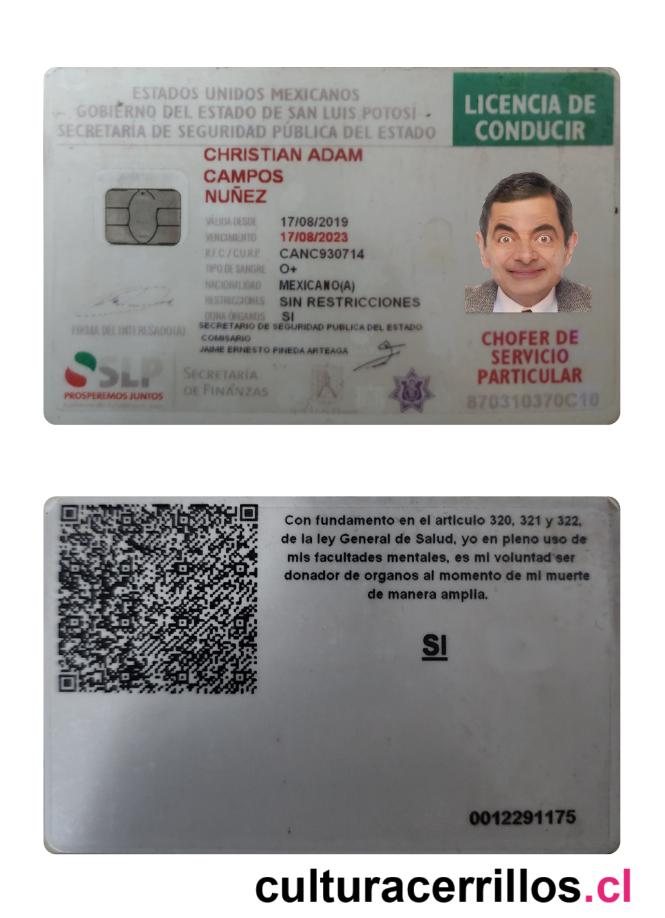 ESTADOS UNIDOS MEXICANOS
GOBIERNO DEL ESTADO DE SAN LUIS POTOSÍ
SECRETARÍA DE SEGURIDAD PÚBLICA DEL ESTADO
LICENCIA DE
CONDUCIR
CHRISTIAN ADAM
CAMPOS
NUÑEZ
VÁLIDA DESDE 17/08/2019
VENCIMIENTO 17/08/2023
R.F.C / C.U.R.P. CANC930714
TIPO DE SANGRE O+
NACIONALIDAD MEXICANO(A)
RESTRICCIONES SIN RESTRICCIONES
DONA ÓRGANOS SI
FIRMA DEL INTERESADO(A)
SECRETARIO DE SEGURIDAD PUBLICA DEL ESTADO
COMISARIO
JAIME ERNESTO PINEDA ARTEAGA
CHOFER DE
SERVICIO
PARTICULAR
870310370C10
SLP
PROSPEREMOS JUNTOS
SECRETARÍA
DE FINANZAS
Con fundamento en el articulo 320, 321 y 322,
de la ley General de Salud, yo en pleno uso de
mis facultades mentales, es mi voluntad ser
donador de organos al momento de mi muerte
de manera amplia.
SI
0012291175
culturacerrillos.cl